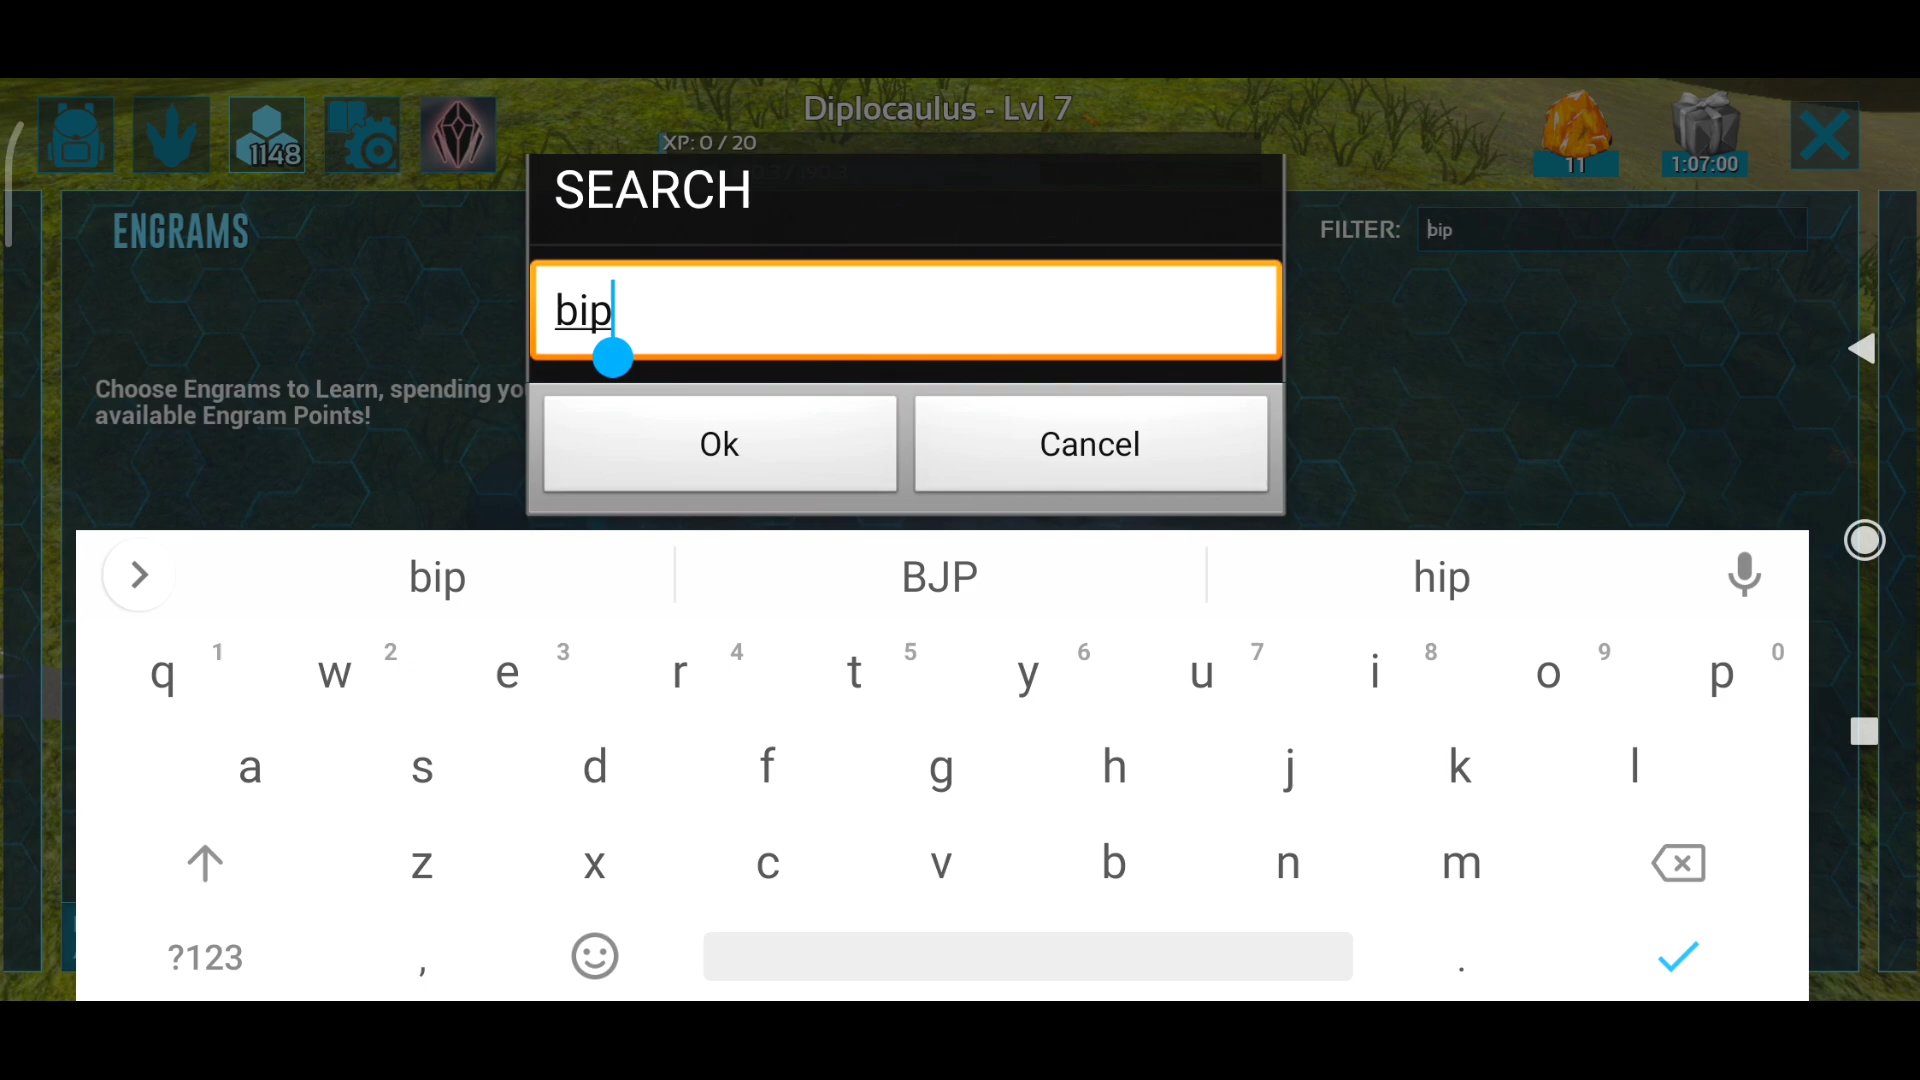 Diplocaulus - Lvl 7
XP: 0 / 20
1148
11
1:07:00
SEARCH
ENGRAMS
FILTER:
bip
bip
Choose Engrams to Learn, spending yo
available Engram Points!
Ok
Cancel
bip
BJP
hip
q 1 w 2 e 3 r 4 t 5 y 6 u 7 i 8 o 9 p 0
a s d f g h j k l
z x c v b n m
?123 , .